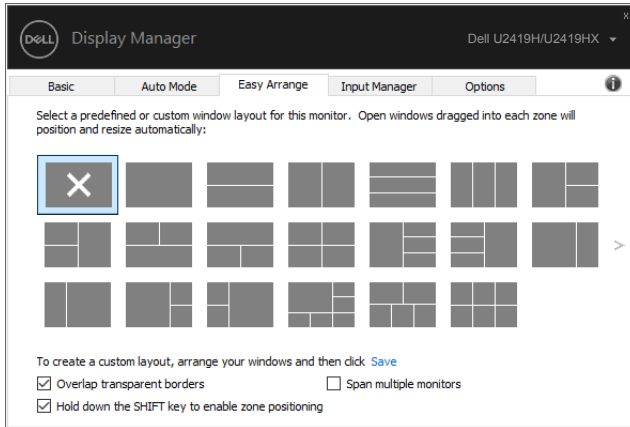 x
DELL Display Manager Dell U2419H/U2419HX
Basic Auto Mode Easy Arrange Input Manager Options i
Select a predefined or custom window layout for this monitor. Open windows dragged into each zone will
position and resize automatically:
>
To create a custom layout, arrange your windows and then click Save
Overlap transparent borders Span multiple monitors
Hold down the SHIFT key to enable zone positioning